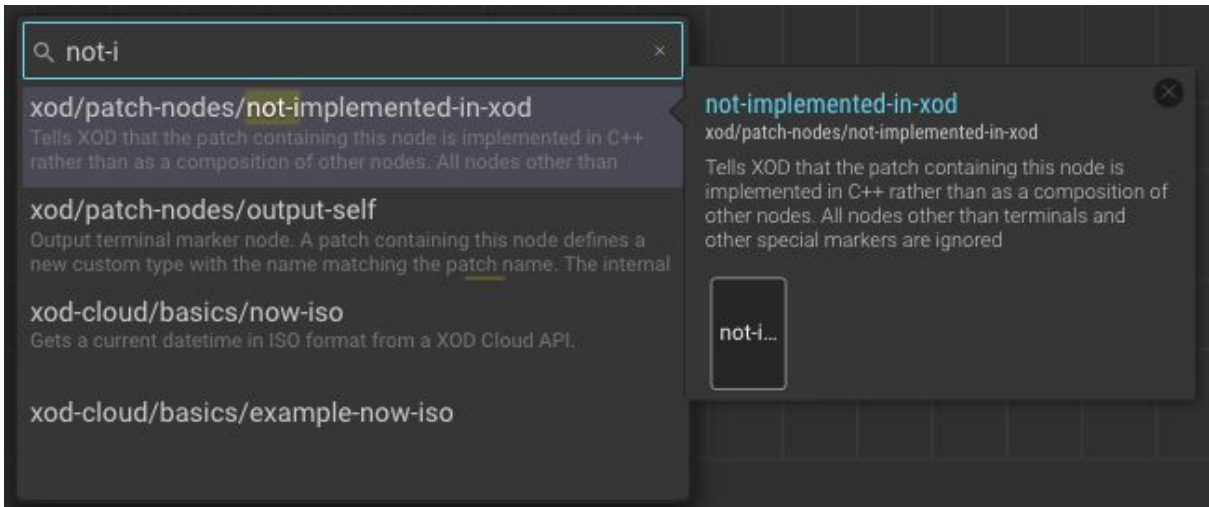 not-i
xod/patch-nodes/not-implemented-in-xod
Tells XOD that the patch containing this node is implemented in C++
rather than as a composition of other nodes. All nodes other than
xod/patch-nodes/output-self
Output terminal marker node. A patch containing this node defines a
new custom type with the name matching the patch name. The internal
xod-cloud/basics/now-iso
Gets a current datetime in ISO format from a XOD Cloud API.
xod-cloud/basics/example-now-iso
not-implemented-in-xod
xod/patch-nodes/not-implemented-in-xod
Tells XOD that the patch containing this node is
implemented in C++ rather than as a composition of
other nodes. All nodes other than terminals and
other special markers are ignored
not-i...